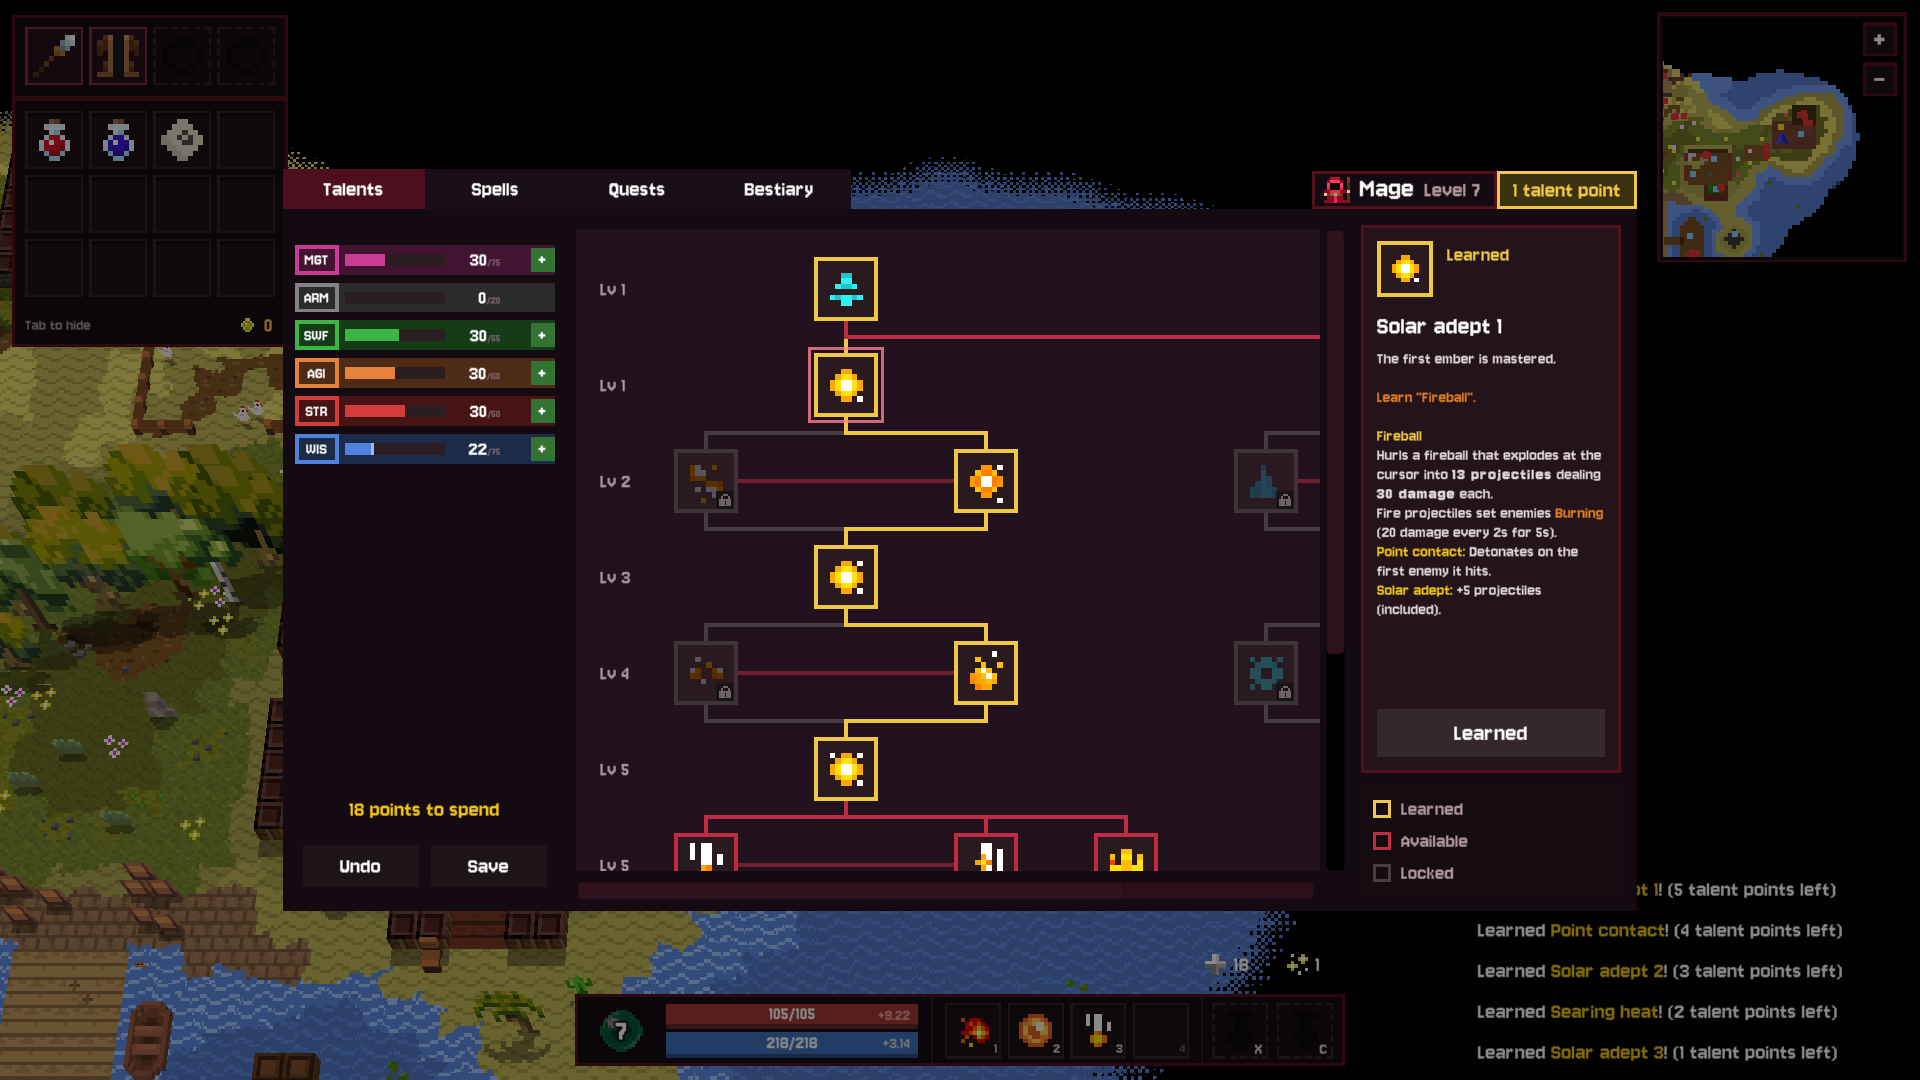 Tab to hide
0
+
-
Talents
Spells
Quests
Bestiary
Mage Level 7
1 talent point
MGT 30/75 +
ARM 0/20
SWF 30/55 +
AGI 30/60 +
STR 30/50 +
WIS 22/75 +
18 points to spend
Undo
Save
Lv 1
Lv 1
Lv 2
Lv 3
Lv 4
Lv 5
Lv 5
Learned
Solar adept 1
The first ember is mastered.
Learn "Fireball".
Fireball
Hurls a fireball that explodes at the
cursor into 13 projectiles dealing
30 damage each.
Fire projectiles set enemies Burning
(20 damage every 2s for 5s).
Point contact: Detonates on the
first enemy it hits.
Solar adept: +5 projectiles
(included).
Learned
Learned
Available
Locked
pt 1! (5 talent points left)
Learned Point contact! (4 talent points left)
Learned Solar adept 2! (3 talent points left)
Learned Searing heat! (2 talent points left)
Learned Solar adept 3! (1 talent points left)
18
1
7
105/105 +9.22
218/218 +3.14
1
2
3
4
X
C